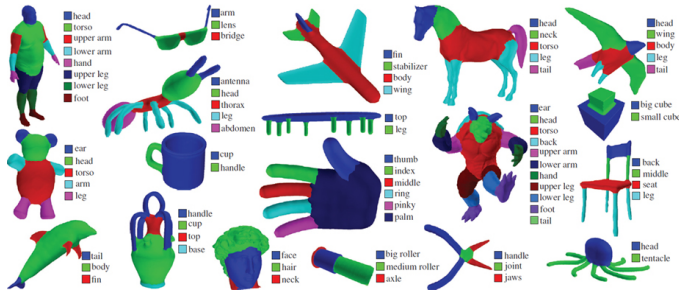 head
torso
upper arm
lower arm
hand
upper leg
lower leg
foot
arm
lens
bridge
antenna
head
thorax
leg
abdomen
fin
stabilizer
body
wing
head
neck
torso
leg
tail
head
wing
body
leg
tail
big cube
small cube
top
leg
ear
head
torso
arm
leg
cup
handle
thumb
index
middle
ring
pinky
palm
ear
head
torso
back
upper arm
lower arm
hand
upper leg
lower leg
foot
tail
back
middle
seat
leg
tail
body
fin
handle
cup
top
base
face
hair
neck
big roller
medium roller
axle
handle
joint
jaws
head
tentacle